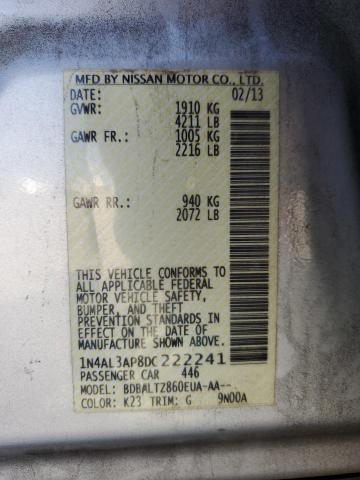 MFD BY NISSAN MOTOR CO., LTD.
DATE: 02/13
GVWR: 1910 KG
4211 LB
GAWR FR.: 1005 KG
2216 LB
GAWR RR.: 940 KG
2072 LB
THIS VEHICLE CONFORMS TO
ALL APPLICABLE FEDERAL
MOTOR VEHICLE SAFETY,
BUMPER, AND THEFT
PREVENTION STANDARDS IN
EFFECT ON THE DATE OF
MANUFACTURE SHOWN ABOVE.
1N4AL3AP8DC222241
PASSENGER CAR 446
MODEL: BDBALTZ860EUA-AA--
COLOR: K23 TRIM: G 9N00A